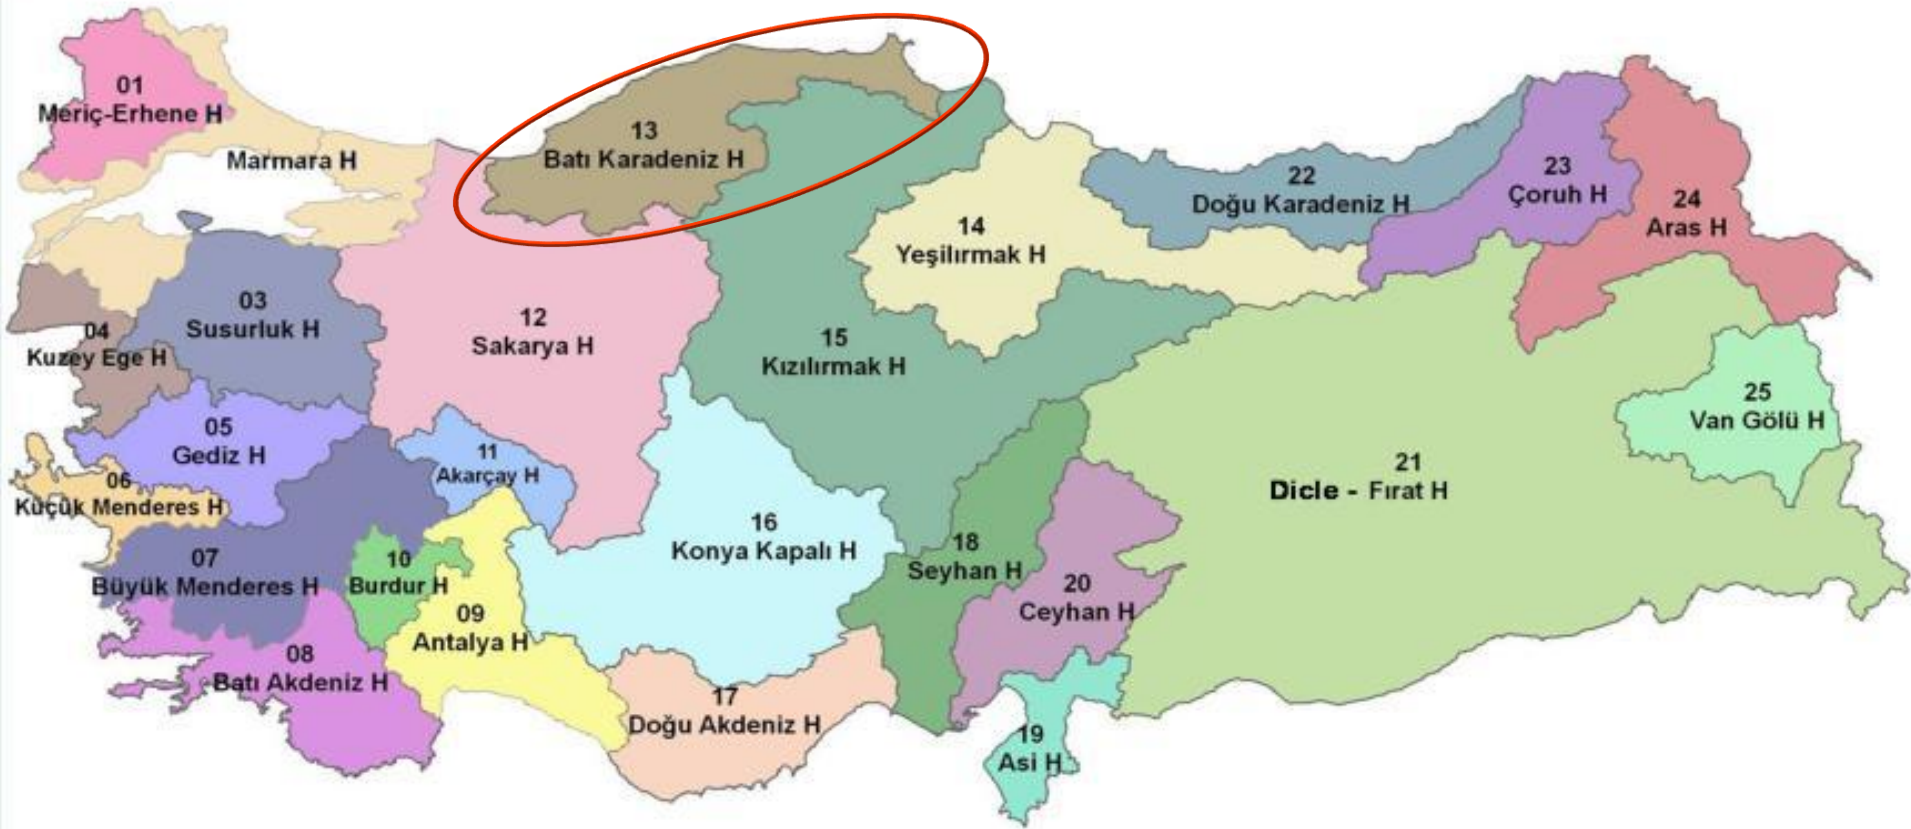 01
Meriç-Erhene H
Marmara H
03
Susurluk H
04
Kuzey Ege H
05
Gediz H
06
Küçük Menderes H
07
Büyük Menderes H
08
Batı Akdeniz H
09
Antalya H
10
Burdur H
11
Akarçay H
12
Sakarya H
13
Batı Karadeniz H
14
Yeşilırmak H
15
Kızılırmak H
16
Konya Kapalı H
17
Doğu Akdeniz H
18
Seyhan H
19
Asi H
20
Ceyhan H
21
Dicle - Fırat H
22
Doğu Karadeniz H
23
Çoruh H
24
Aras H
25
Van Gölü H